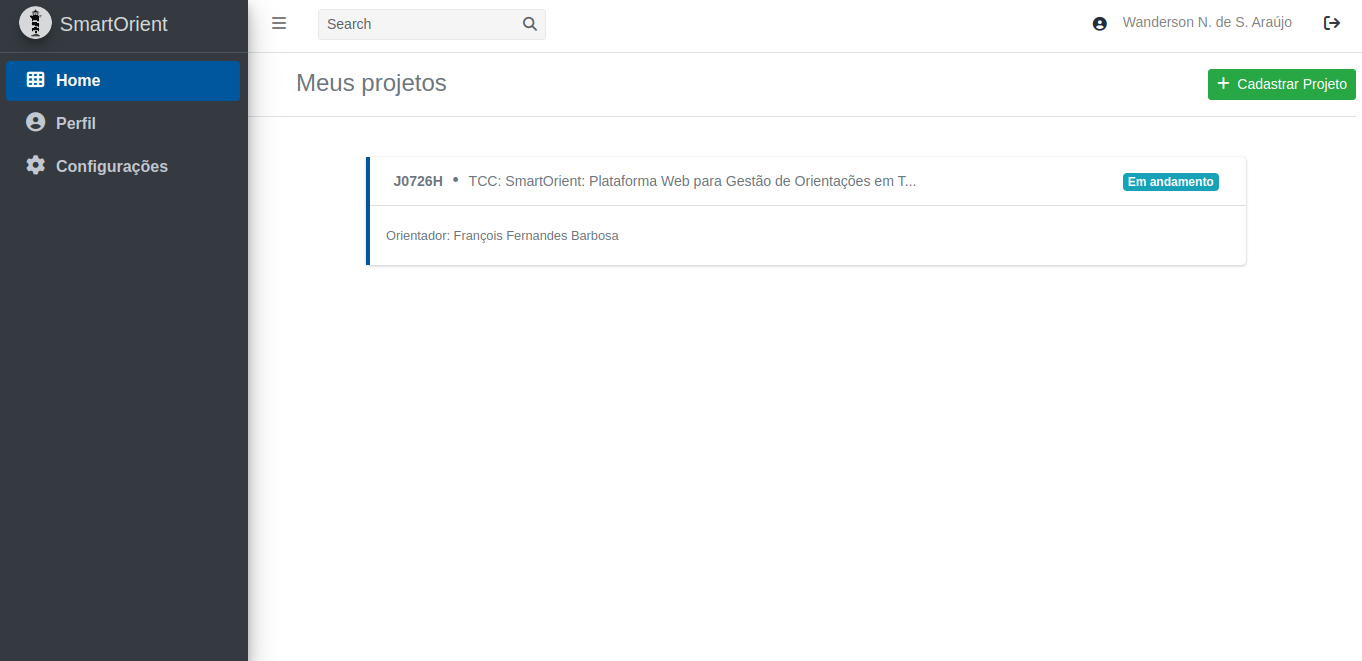 SmartOrient
Search
Wanderson N. de S. Araújo
Home
Perfil
Configurações
Meus projetos
Cadastrar Projeto
J0726H • TCC: SmartOrient: Plataforma Web para Gestão de Orientações em T...
Em andamento
Orientador: François Fernandes Barbosa